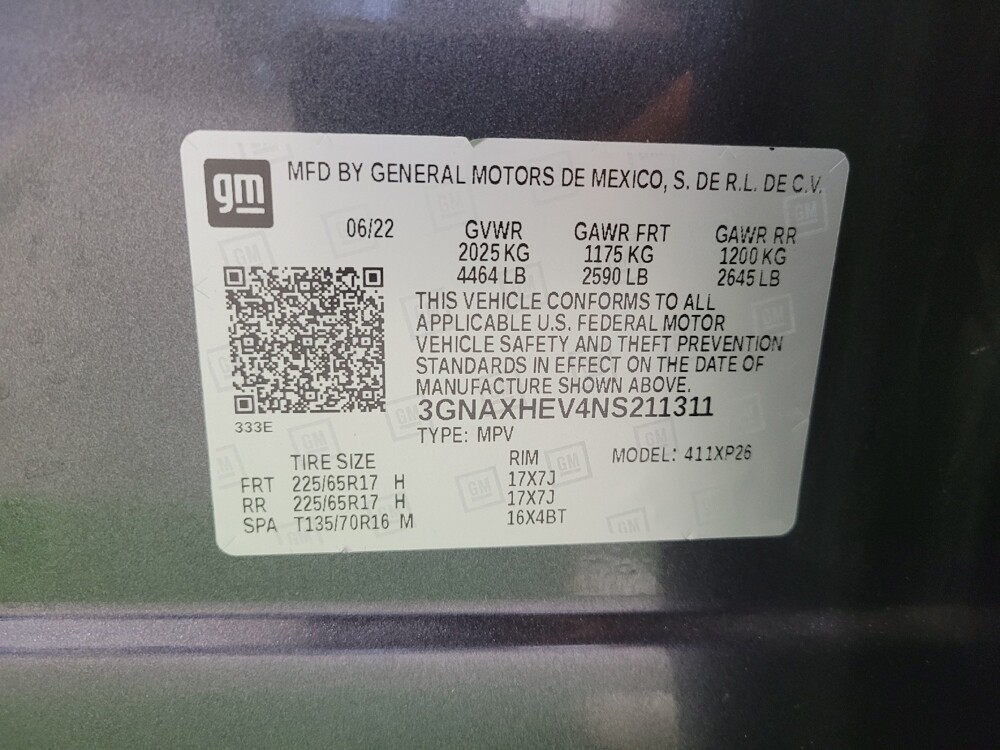 gm MFD BY GENERAL MOTORS DE MEXICO, S. DE R.L. DE C.V.
06/22 GVWR GAWR FRT GAWR RR
2025 KG 1175 KG 1200 KG
4464 LB 2590 LB 2645 LB
THIS VEHICLE CONFORMS TO ALL
APPLICABLE U.S. FEDERAL MOTOR
VEHICLE SAFETY AND THEFT PREVENTION
STANDARDS IN EFFECT ON THE DATE OF
MANUFACTURE SHOWN ABOVE.
3GNAXHEV4NS211311
333E
TYPE: MPV
TIRE SIZE RIM MODEL: 411XP26
FRT 225/65R17 H 17X7J
RR 225/65R17 H 17X7J
SPA T135/70R16 M 16X4BT